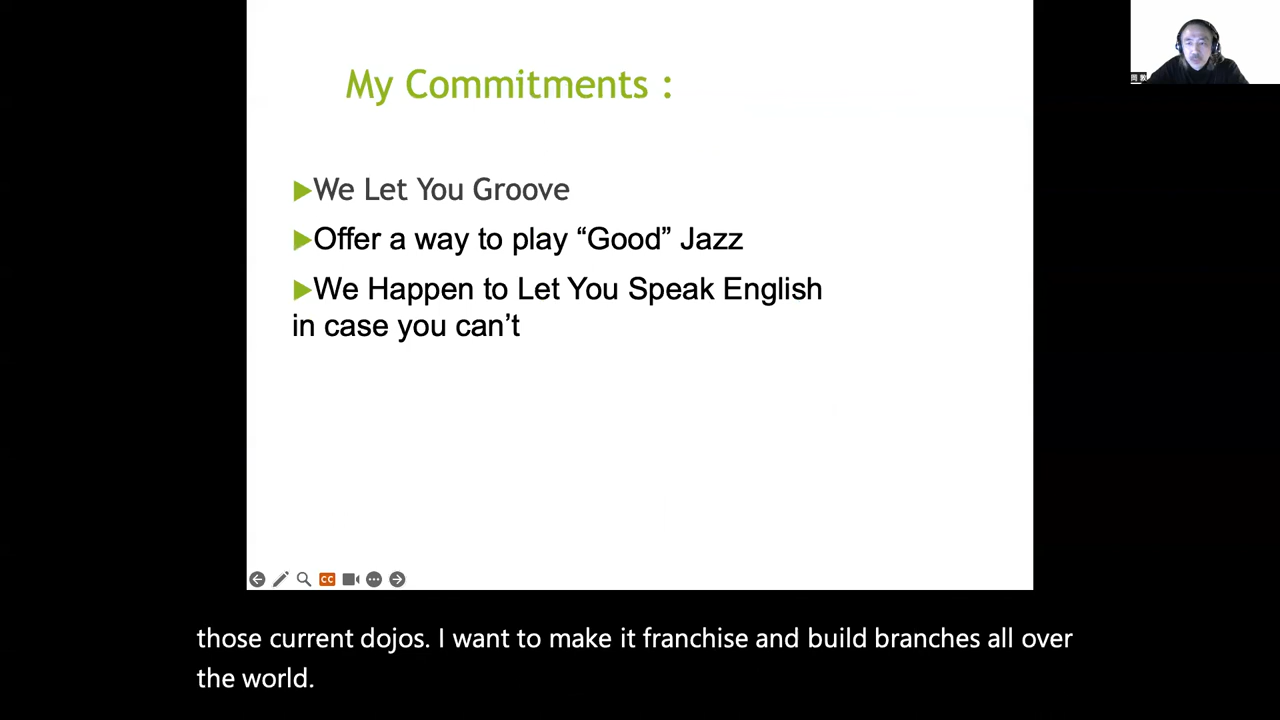 My Commitments :
We Let You Groove
Offer a way to play “Good” Jazz
We Happen to Let You Speak English
in case you can’t
CC
those current dojos. I want to make it franchise and build branches all over
the world.